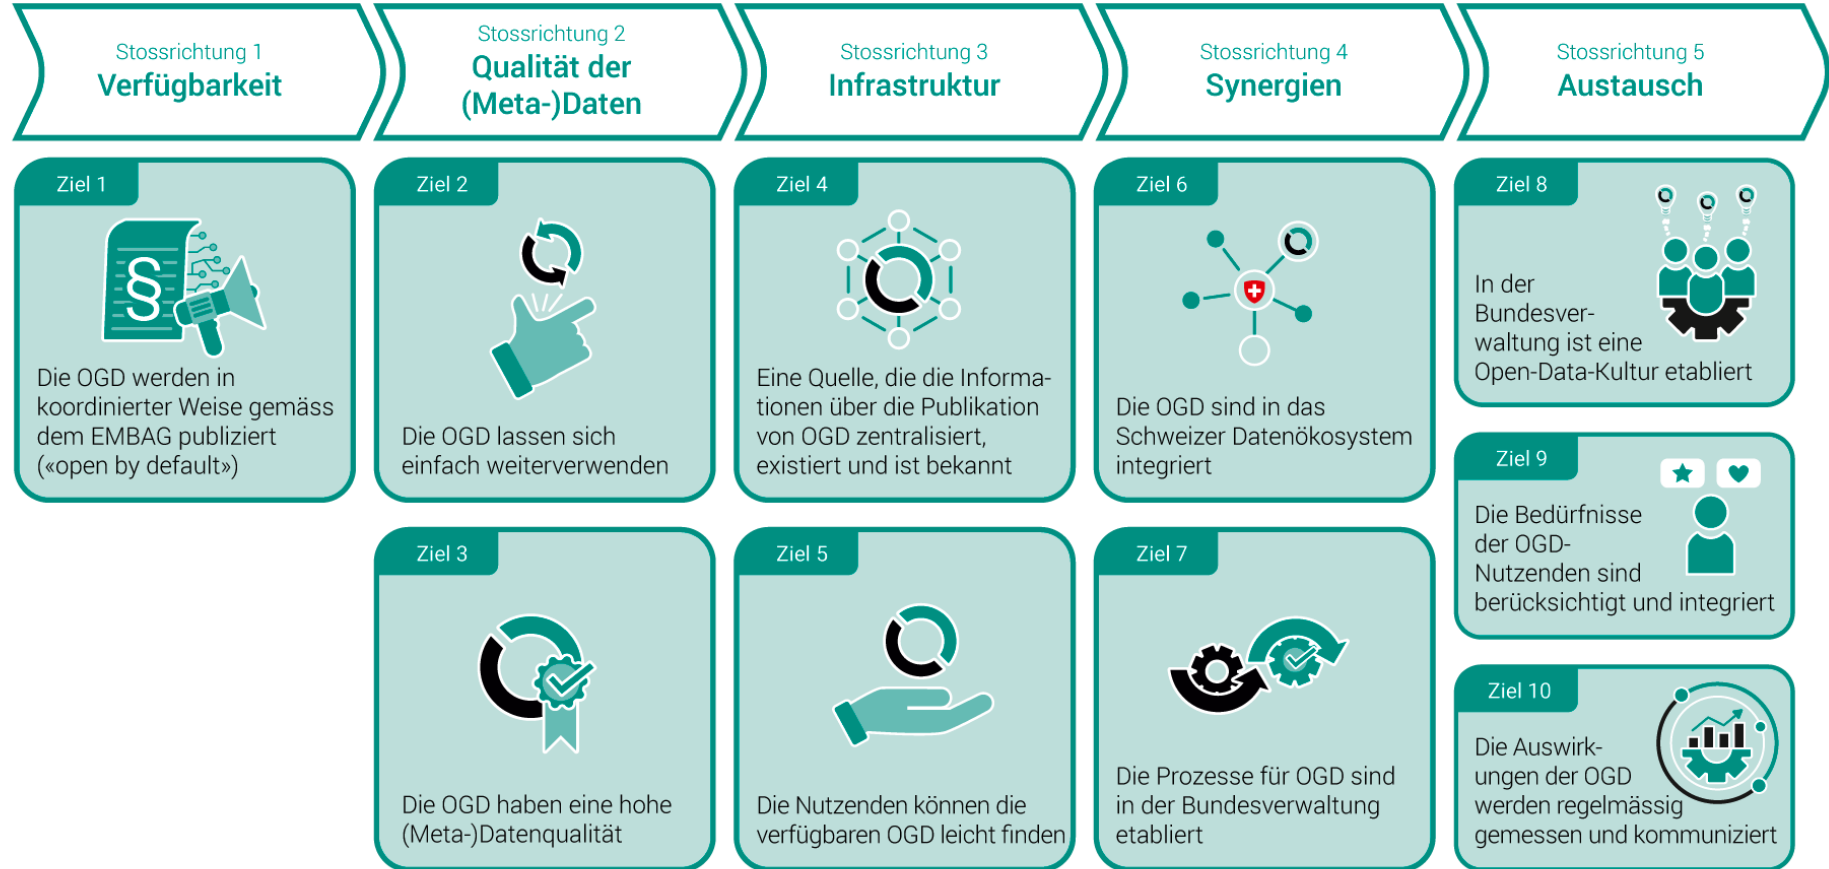 Stossrichtung 1
Verfügbarkeit
Stossrichtung 2
Qualität der
(Meta-)Daten
Stossrichtung 3
Infrastruktur
Stossrichtung 4
Synergien
Stossrichtung 5
Austausch
Ziel 1
§
Die OGD werden in
koordinierter Weise gemäss
dem EMBAG publiziert
(«open by default»)
Ziel 2
Die OGD lassen sich
einfach weiterverwenden
Ziel 3
Die OGD haben eine hohe
(Meta-)Datenqualität
Ziel 4
Eine Quelle, die die Informa-
tionen über die Publikation
von OGD zentralisiert,
existiert und ist bekannt
Ziel 5
Die Nutzenden können die
verfügbaren OGD leicht finden
Ziel 6
Die OGD sind in das
Schweizer Datenökosystem
integriert
Ziel 7
Die Prozesse für OGD sind
in der Bundesverwaltung
etabliert
Ziel 8
In der
Bundesver-
waltung ist eine
Open-Data-Kultur etabliert
Ziel 9
Die Bedürfnisse
der OGD-
Nutzenden sind
berücksichtigt und integriert
Ziel 10
Die Auswirk-
ungen der OGD
werden regelmässig
gemessen und kommuniziert